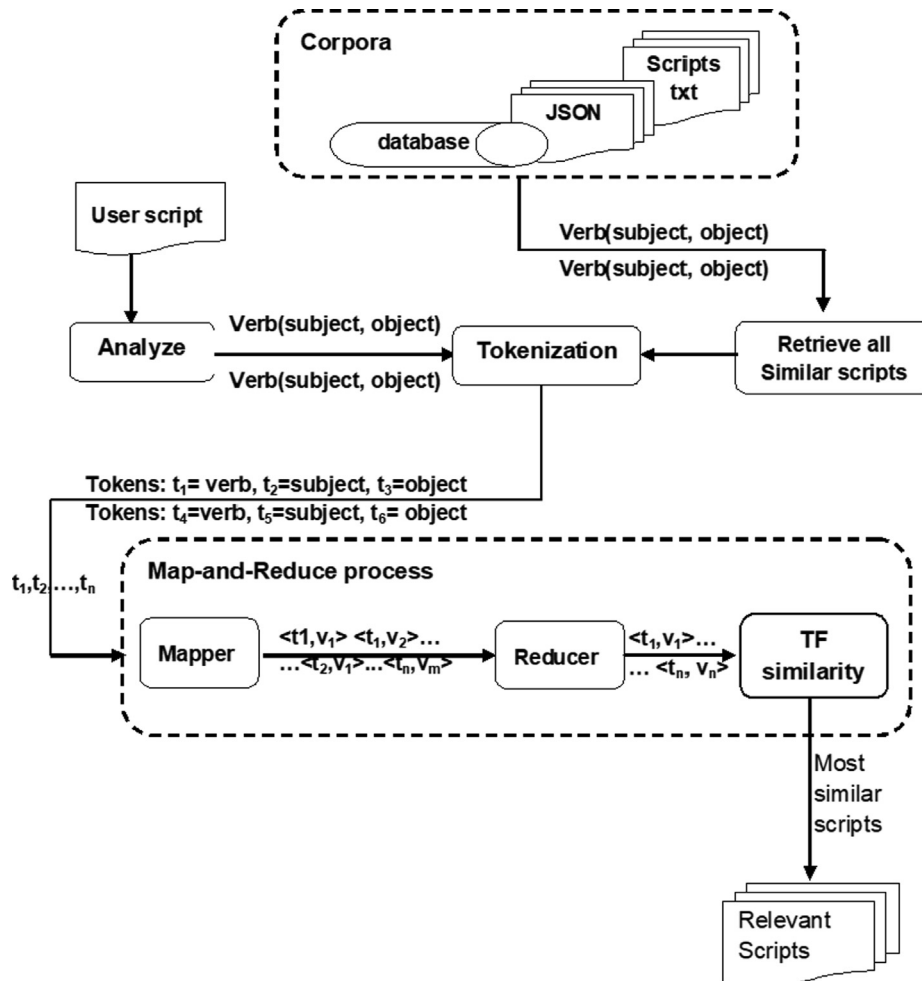 Corpora
Scripts
txt
JSON
database
User script
Verb(subject, object)
Verb(subject, object)
Analyze
Verb(subject, object)
Verb(subject, object)
Tokenization
Retrieve all
Similar scripts
Tokens: t₁= verb, t₂=subject, t₃=object
Tokens: t₄=verb, t₅=subject, t₆= object
t₁,t₂,…,tₙ
Map-and-Reduce process
Mapper
<t1,v₁> <t₁,v₂>…
…<t₂,v₁>…<tₙ,vₘ>
Reducer
<t₁,v₁>…
… <tₙ, vₙ>
TF
similarity
Most
similar
scripts
Relevant
Scripts